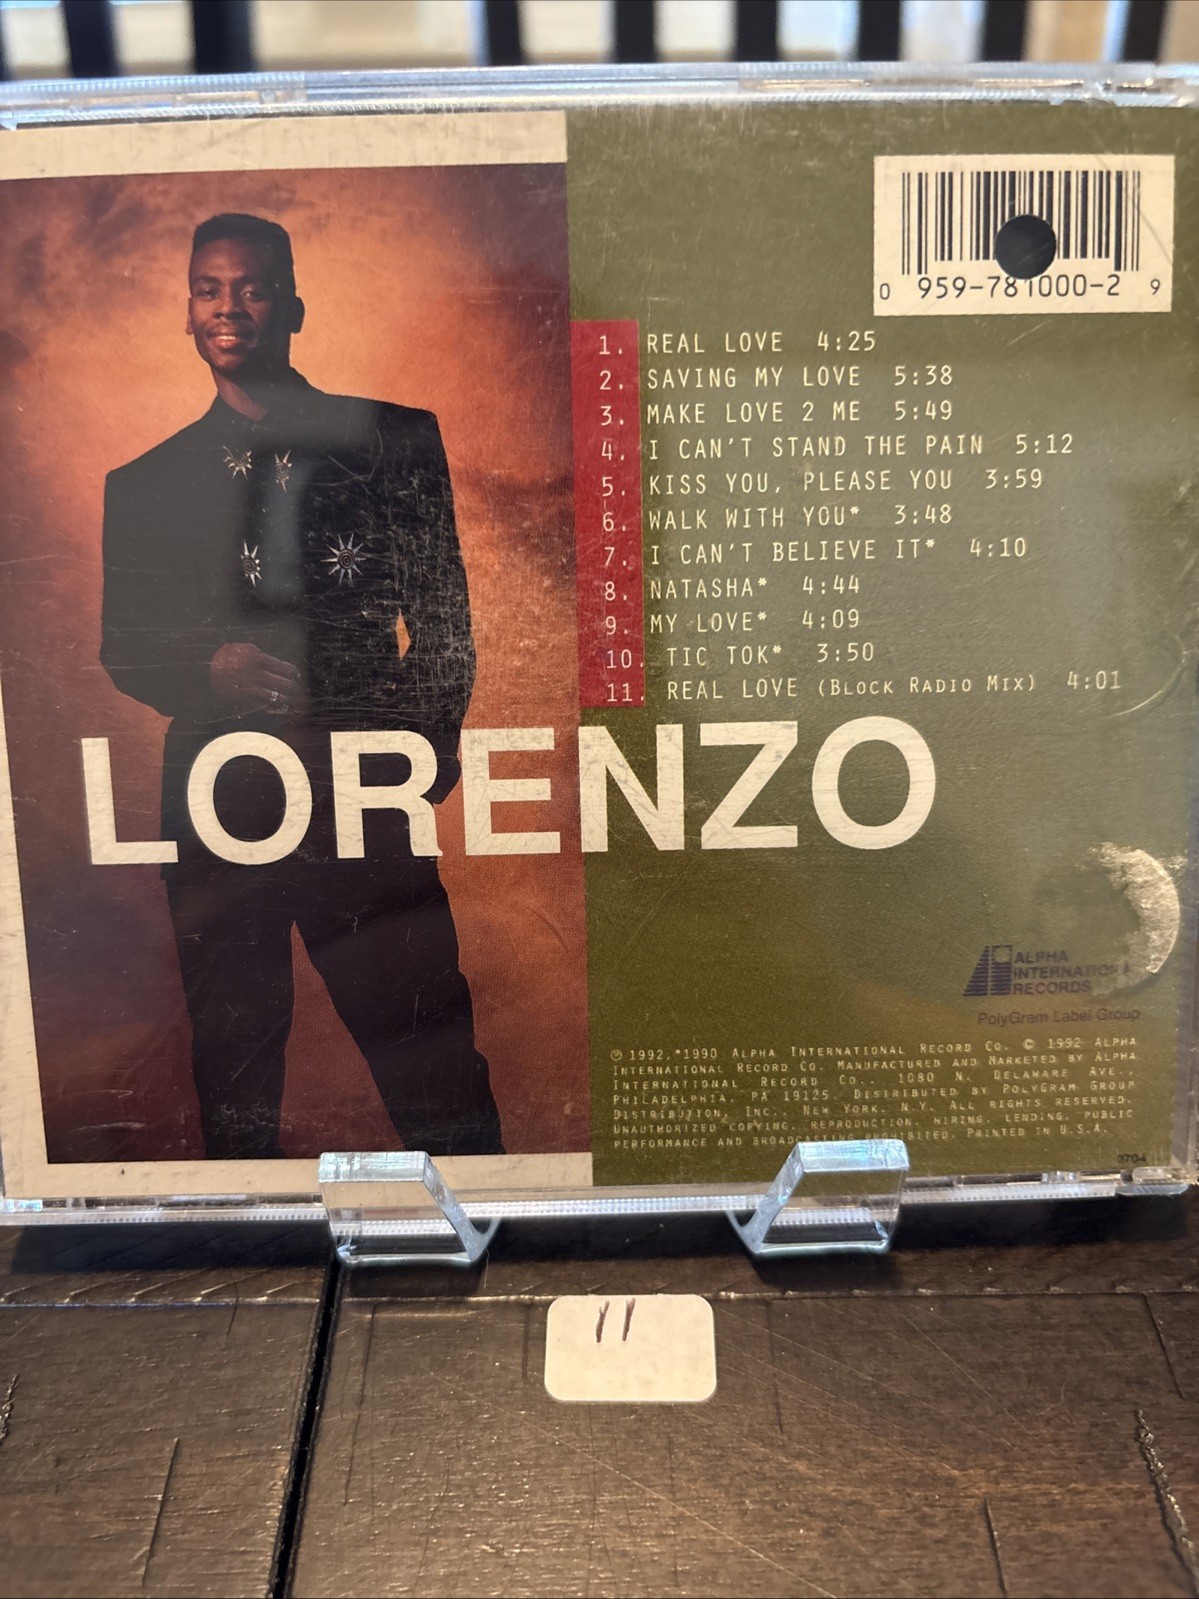 0 959-781000-2 9
1. REAL LOVE 4:25
2. SAVING MY LOVE 5:38
3. MAKE LOVE 2 ME 5:49
4. I CAN'T STAND THE PAIN 5:12
5. KISS YOU, PLEASE YOU 3:59
6. WALK WITH YOU* 3:48
7. I CAN'T BELIEVE IT* 4:10
8. NATASHA* 4:44
9. MY LOVE* 4:09
10. TIC TOK* 3:50
11. REAL LOVE (BLOCK RADIO MIX) 4:01
LORENZO
ALPHA
INTERNATIONAL
RECORDS
PolyGram Label Group
℗ 1992,*1990 ALPHA INTERNATIONAL RECORD CO. © 1992 ALPHA
INTERNATIONAL RECORD CO. MANUFACTURED AND MARKETED BY ALPHA
INTERNATIONAL RECORD CO., 1080 N. DELAWARE AVE.,
PHILADELPHIA, PA 19125. DISTRIBUTED BY POLYGRAM GROUP
DISTRIBUTION, INC., NEW YORK, N.Y. ALL RIGHTS RESERVED.
UNAUTHORIZED COPYING, REPRODUCTION, HIRING, LENDING, PUBLIC
PERFORMANCE AND BROADCASTING PROHIBITED. PRINTED IN U.S.A.
11